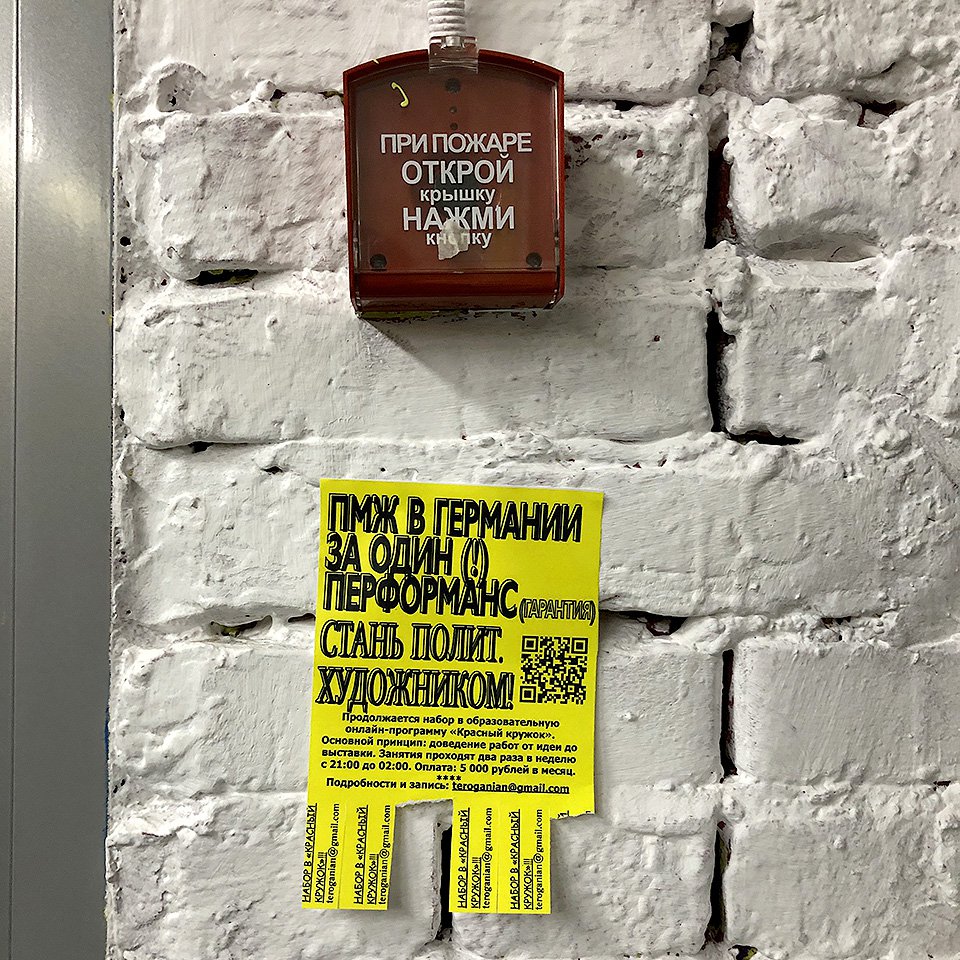 ПРИ ПОЖАРЕ
ОТКРОЙ
крышку
НАЖМИ
кнопку
ПМЖ В ГЕРМАНИИ
ЗА ОДИН (!)
ПЕРФОРМАНС (ГАРАНТИЯ)
СТАНЬ ПОЛИТ.
ХУДОЖНИКОМ!
Продолжается набор в образовательную
онлайн-программу «Красный кружок».
Основной принцип: доведение работ от идеи до
выставки. Занятия проходят два раза в неделю
с 21:00 до 02:00. Оплата: 5 000 рублей в месяц.
****
Подробности и запись: teroganian@gmail.com
НАБОР В «КРАСНЫЙ
КРУЖОК»!!!
teroganian@gmail.com
НАБОР В «КРАСНЫЙ
КРУЖОК»!!!
teroganian@gmail.com
НАБОР В «КРАСНЫЙ
КРУЖОК»!!!
teroganian@gmail.com
НАБОР В «КРАСНЫЙ
КРУЖОК»!!!
teroganian@gmail.com